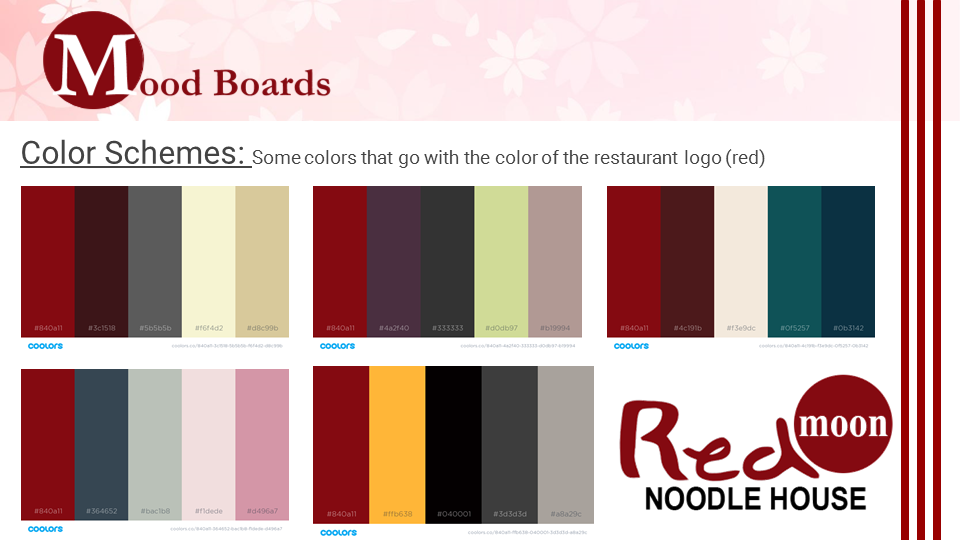 Mood Boards
Color Schemes: Some colors that go with the color of the restaurant logo (red)
#840a11 #3c1518 #5b5b5b #f6f4d2 #d8c99b
coolors
#840a11 #4a2f40 #333333 #d0db97 #b19994
coolors
#840a11 #4c191b #f3e9dc #0f5257 #0b3142
coolors
#840a11 #364652 #bac1b8 #f1dede #d496a7
coolors
#840a11 #ffb638 #040001 #3d3d3d #a8a29c
coolors
Red moon
NOODLE HOUSE